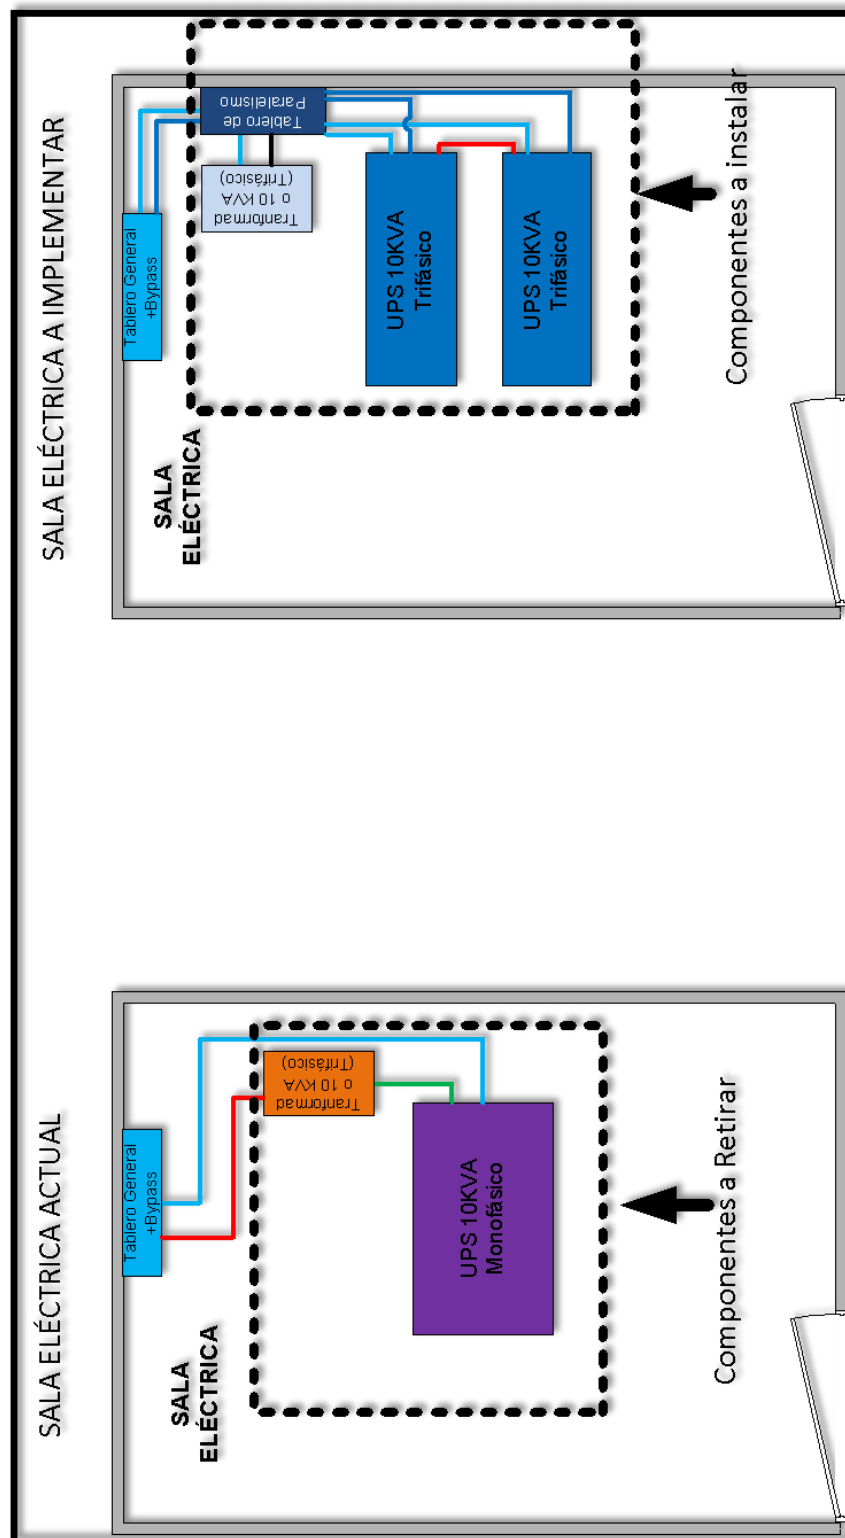 SALA ELÉCTRICA ACTUAL
Tablero General
+Bypass
SALA
ELÉCTRICA
Tranformad
o 10 KVA
(Trifásico)
UPS 10KVA
Monofásico
Componentes a Retirar
SALA ELÉCTRICA A IMPLEMENTAR
Tablero General
+Bypass
SALA
ELÉCTRICA
Tablero de
Paralelismo
Tranformad
o 10 KVA
(Trifásico)
UPS 10KVA
Trifásico
UPS 10KVA
Trifásico
Componentes a instalar